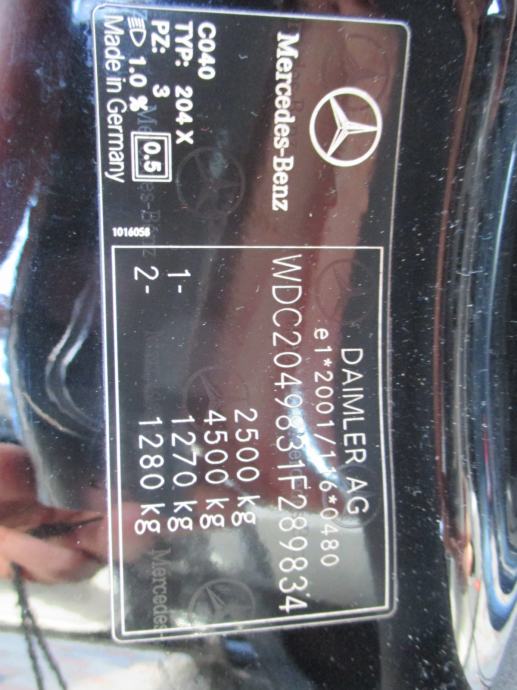 Mercedes-Benz
C040
TYP: 204 X
PZ: 3
1.0 % 0.5
Made in Germany
1016058
DAIMLER AG
e1*2001/116*0480
WDC2049831F289834
2500 kg
4500 kg
1- 1270 kg
2- 1280 kg